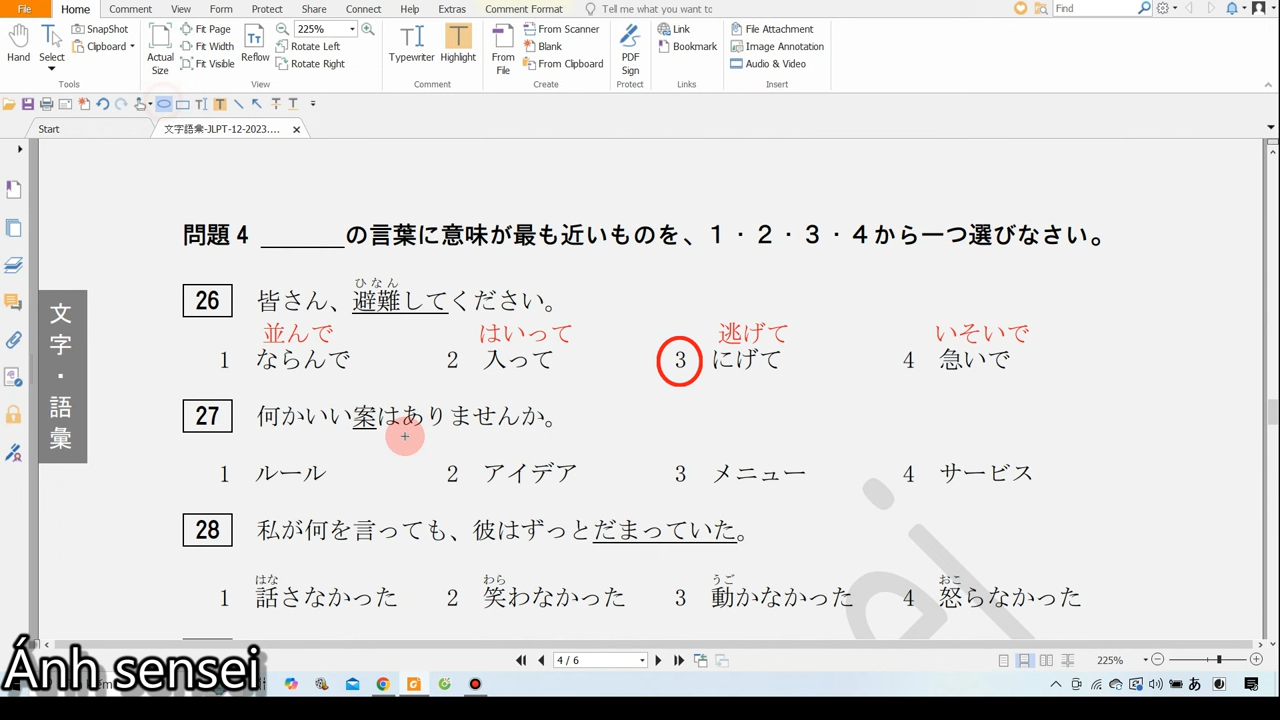 File Home Comment View Form Protect Share Connect Help Extras Comment Format Tell me what you want to Find
Hand Select SnapShot Clipboard Actual Size Fit Page Fit Width Fit Visible Reflow 225% Rotate Left Rotate Right Typewriter Highlight From File From Scanner Blank From Clipboard PDF Sign Link Bookmark File Attachment Image Annotation Audio & Video
Tools View Comment Create Protect Links Insert
Start 文字語彙-JLPT-12-2023....
問題4 ______の言葉に意味が最も近いものを、1・2・3・4から一つ選びなさい。
文字・語彙
ひなん
26 皆さん、避難してください。
並んで はいって 逃げて いそいで
1 ならんで 2 入って 3 にげて 4 急いで
27 何かいい案はありませんか。
1 ルール 2 アイデア 3 メニュー 4 サービス
28 私が何を言っても、彼はずっとだまっていた。
はな わら うご おこ
1 話さなかった 2 笑わなかった 3 動かなかった 4 怒らなかった
4 / 6 225%
Ánh sensei
あ